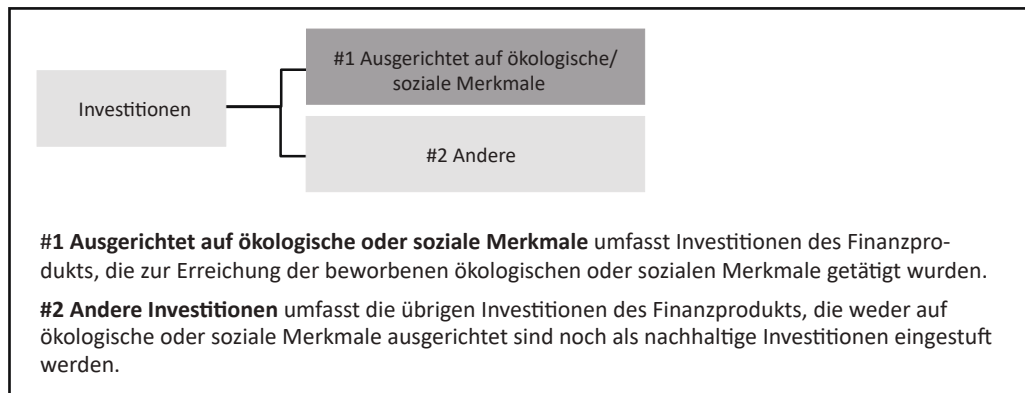 #1 Ausgerichtet auf ökologische/
soziale Merkmale
Investitionen
#2 Andere
#1 Ausgerichtet auf ökologische oder soziale Merkmale umfasst Investitionen des Finanzpro-
dukts, die zur Erreichung der beworbenen ökologischen oder sozialen Merkmale getätigt wurden.
#2 Andere Investitionen umfasst die übrigen Investitionen des Finanzprodukts, die weder auf
ökologische oder soziale Merkmale ausgerichtet sind noch als nachhaltige Investitionen eingestuft
werden.